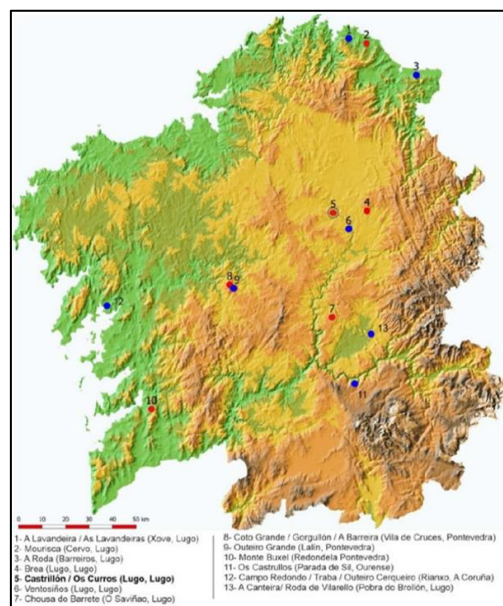 1
2
3
5
4
6
8
9
12
7
13
11
10
0 10 20 30 40 50 km
1- A Lavandeira / As Lavandeiras (Xove, Lugo)
2- Mourisca (Cervo, Lugo)
3- A Roda (Barreiros, Lugo)
4- Brea (Lugo, Lugo)
5- Castrillón / Os Curros (Lugo, Lugo)
6- Ventosiños (Lugo, Lugo)
7- Chousa do Barrete (O Saviñao, Lugo)
8- Coto Grande / Gorgullón / A Barreira (Vila de Cruces, Pontevedra)
9- Outeiro Grande (Lalín, Pontevedra)
10- Monte Buxel (Redondela Pontevedra)
11- Os Castrullos (Parada de Sil, Ourense)
12- Campo Redondo / Traba / Outeiro Cerqueiro (Rianxo, A Coruña)
13- A Canteira/ Roda de Vilarello (Pobra do Brollón, Lugo)